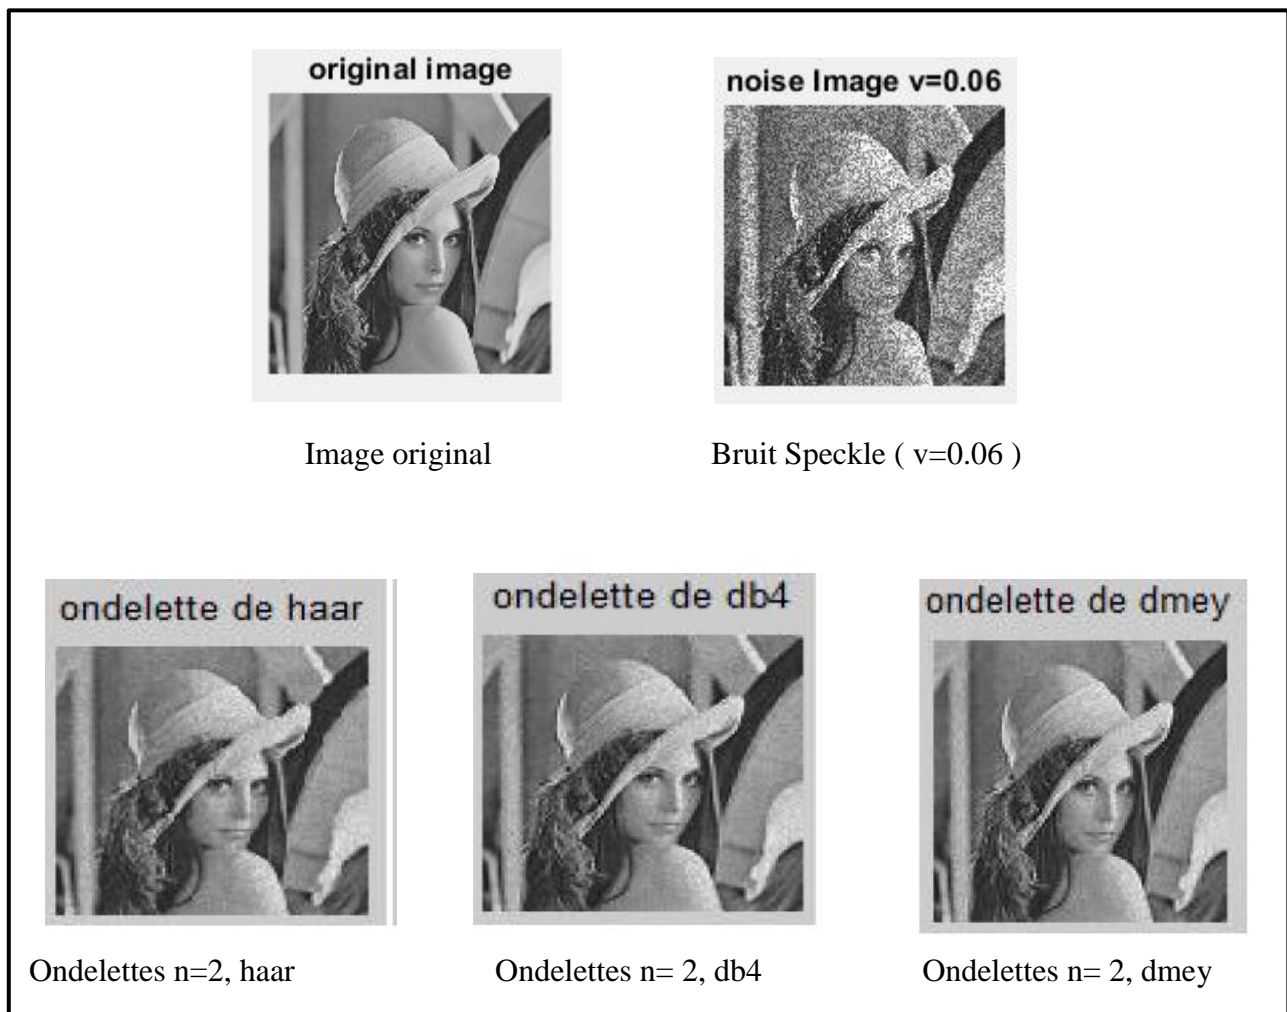 original image
noise Image v=0.06
Image original
Bruit Speckle ( v=0.06 )
ondelette de haar
ondelette de db4
ondelette de dmey
Ondelettes n=2, haar
Ondelettes n= 2, db4
Ondelettes n= 2, dmey